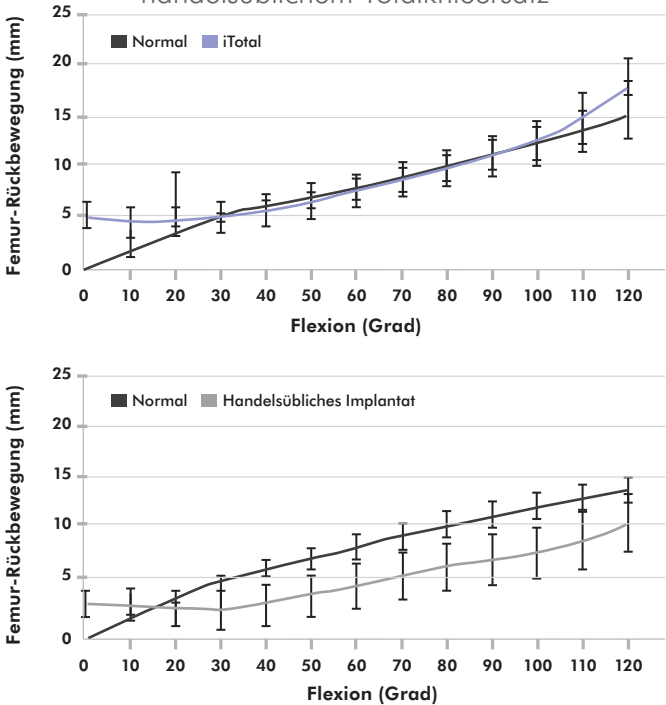 handelsüblichem Totalknieersatz
Femur-Rückbewegung (mm)
25
20
15
10
5
0
Normal iTotal
0 10 20 30 40 50 60 70 80 90 100 110 120
Flexion (Grad)
Femur-Rückbewegung (mm)
25
20
15
10
5
0
Normal Handelsübliches Implantat
0 10 20 30 40 50 60 70 80 90 100 110 120
Flexion (Grad)